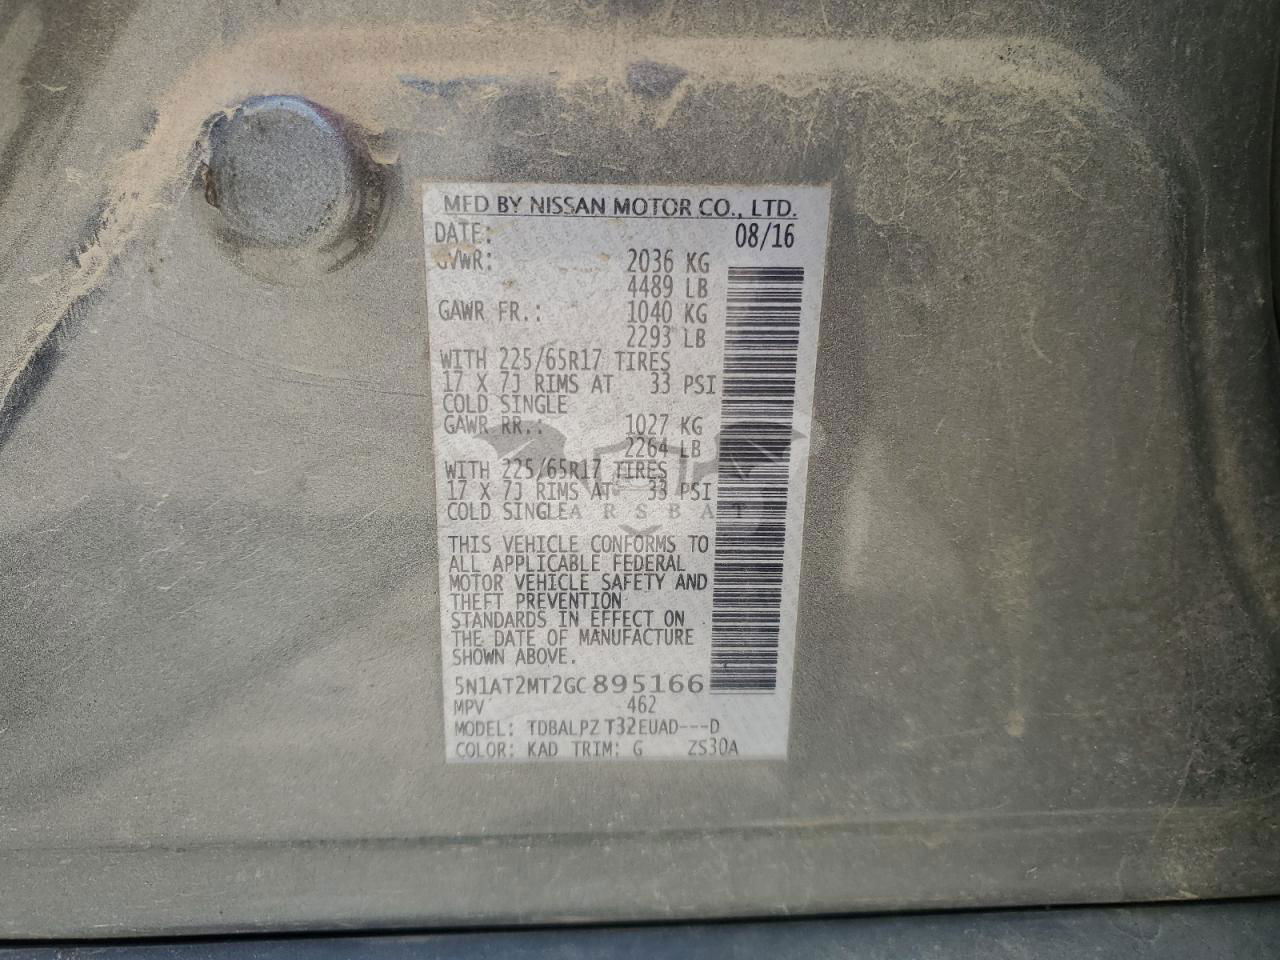 MFD BY NISSAN MOTOR CO., LTD.
DATE: 08/16
GVWR: 2036 KG
4489 LB
GAWR FR.: 1040 KG
2293 LB
WITH 225/65R17 TIRES
17 X 7J RIMS AT 33 PSI
COLD SINGLE
GAWR RR.: 1027 KG
2264 LB
WITH 225/65R17 TIRES
17 X 7J RIMS AT 33 PSI
COLD SINGLE
ARSBAT
THIS VEHICLE CONFORMS TO
ALL APPLICABLE FEDERAL
MOTOR VEHICLE SAFETY AND
THEFT PREVENTION
STANDARDS IN EFFECT ON
THE DATE OF MANUFACTURE
SHOWN ABOVE.
5N1AT2MT2GC895166
MPV 462
MODEL: TDBALPZ T32EUAD---D
COLOR: KAD TRIM: G ZS30A